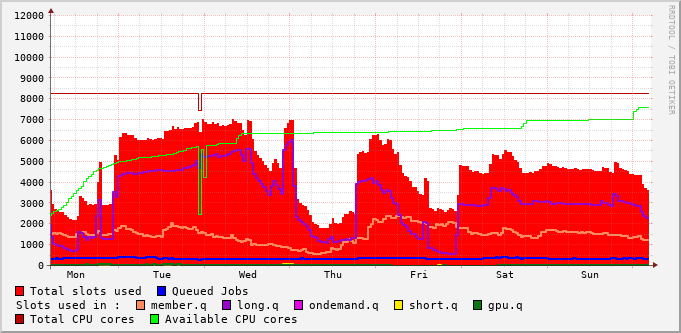 12000
11000
10000
9000
8000
7000
6000
5000
4000
3000
2000
1000
0
Mon Tue Wed Thu Fri Sat Sun
RRDTOOL / TOBI OETIKER
Total slots used Queued Jobs
Slots used in : member.q long.q ondemand.q short.q gpu.q
Total CPU cores Available CPU cores